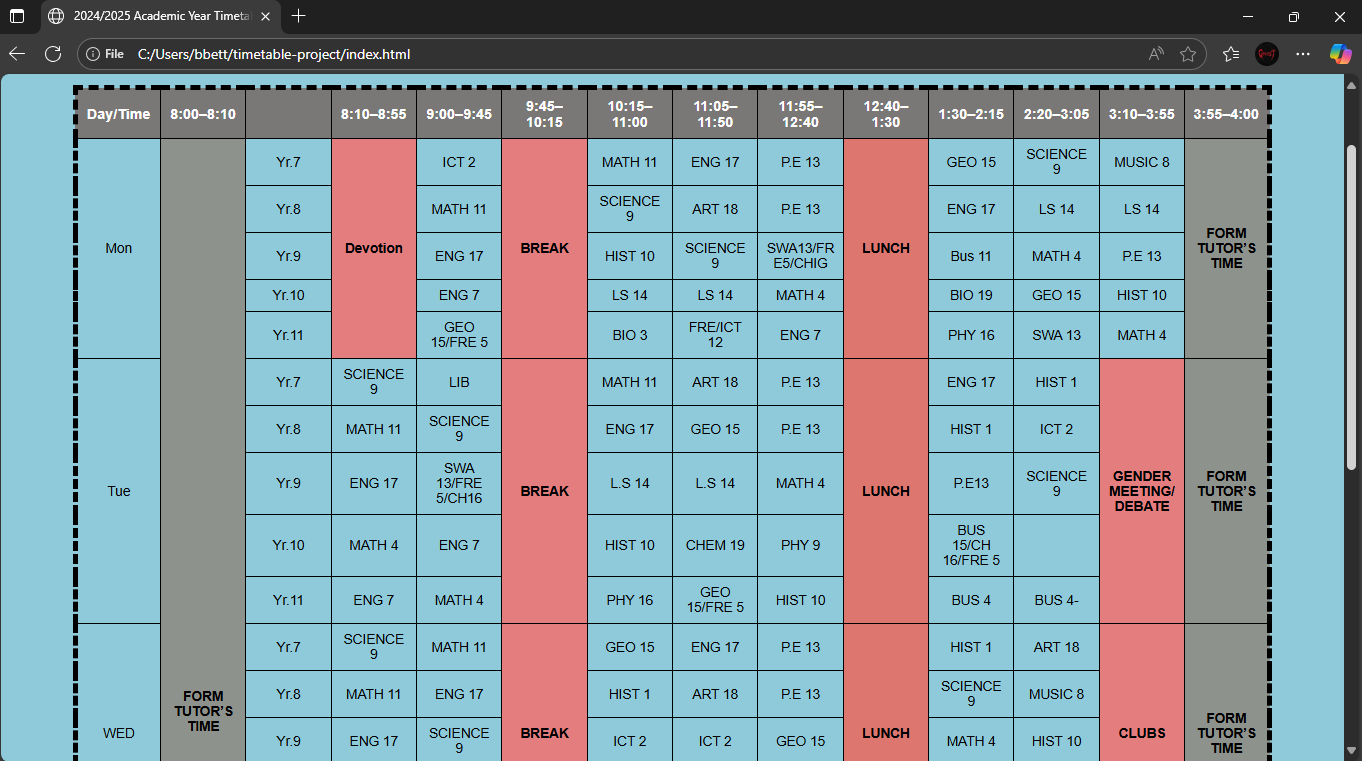 2024/2025 Academic Year Timeta
File C:/Users/bbett/timetable-project/index.html
Day/Time 8:00–8:10 8:10–8:55 9:00–9:45 9:45–10:15 10:15–11:00 11:05–11:50 11:55–12:40 12:40–1:30 1:30–2:15 2:20–3:05 3:10–3:55 3:55–4:00
Yr.7 ICT 2 MATH 11 ENG 17 P.E 13 GEO 15 SCIENCE 9 MUSIC 8
Yr.8 MATH 11 SCIENCE 9 ART 18 P.E 13 ENG 17 LS 14 LS 14
Mon Devotion BREAK LUNCH FORM TUTOR’S TIME
Yr.9 ENG 17 HIST 10 SCIENCE 9 SWA13/FRE5/CHIG Bus 11 MATH 4 P.E 13
Yr.10 ENG 7 LS 14 LS 14 MATH 4 BIO 19 GEO 15 HIST 10
Yr.11 GEO 15/FRE 5 BIO 3 FRE/ICT 12 ENG 7 PHY 16 SWA 13 MATH 4
Yr.7 SCIENCE 9 LIB MATH 11 ART 18 P.E 13 ENG 17 HIST 1
Yr.8 MATH 11 SCIENCE 9 ENG 17 GEO 15 P.E 13 HIST 1 ICT 2
Yr.9 ENG 17 SWA 13/FRE 5/CH16 L.S 14 L.S 14 MATH 4 P.E13 SCIENCE 9
Tue BREAK LUNCH GENDER MEETING/DEBATE FORM TUTOR’S TIME
Yr.10 MATH 4 ENG 7 HIST 10 CHEM 19 PHY 9 BUS 15/CH 16/FRE 5
Yr.11 ENG 7 MATH 4 PHY 16 GEO 15/FRE 5 HIST 10 BUS 4 BUS 4-
Yr.7 SCIENCE 9 MATH 11 GEO 15 ENG 17 P.E 13 HIST 1 ART 18
Yr.8 MATH 11 ENG 17 HIST 1 ART 18 P.E 13 SCIENCE 9 MUSIC 8
FORM TUTOR’S TIME
WED BREAK LUNCH CLUBS FORM TUTOR’S TIME
Yr.9 ENG 17 SCIENCE 9 ICT 2 ICT 2 GEO 15 MATH 4 HIST 10